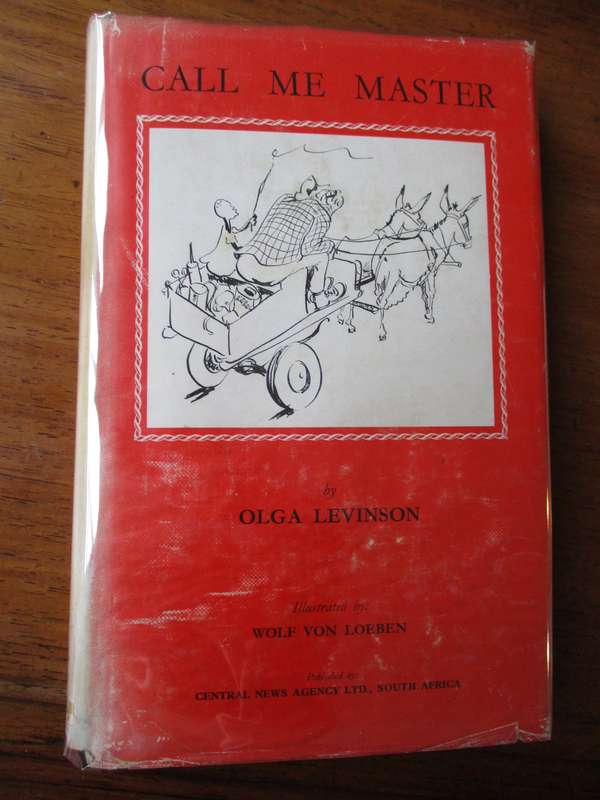 CALL ME MASTER
by
OLGA LEVINSON
Illustrated by:
WOLF VON LOEBEN
Published by:
CENTRAL NEWS AGENCY LTD., SOUTH AFRICA